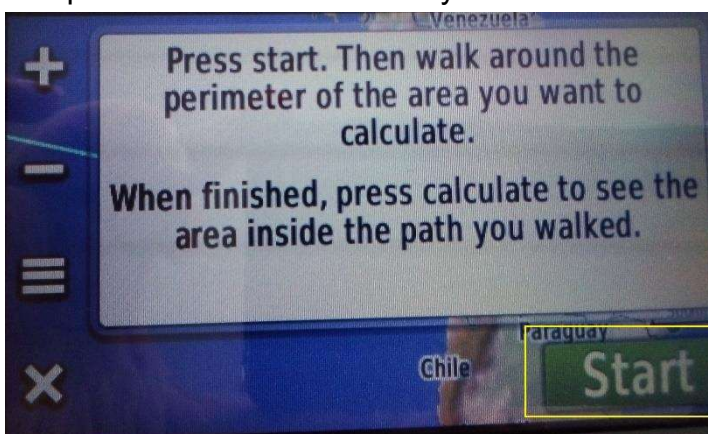 Venezuela
Press start. Then walk around the
perimeter of the area you want to
calculate.
When finished, press calculate to see the
area inside the path you walked.
Paraguay
Chile
Start